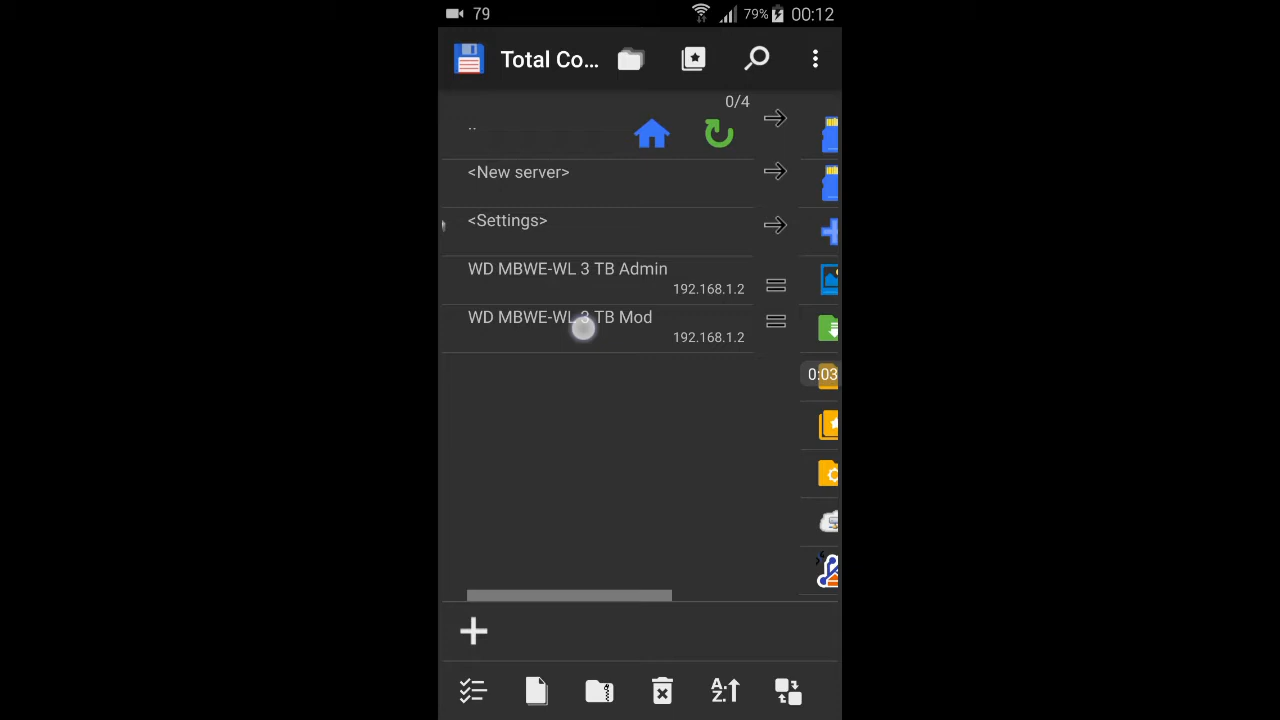 79
79% 00:12
Total Co...
0/4
..
<New server>
<Settings>
WD MBWE-WL 3 TB Admin
192.168.1.2
WD MBWE-WL 3 TB Mod
192.168.1.2
0:03
A
Z